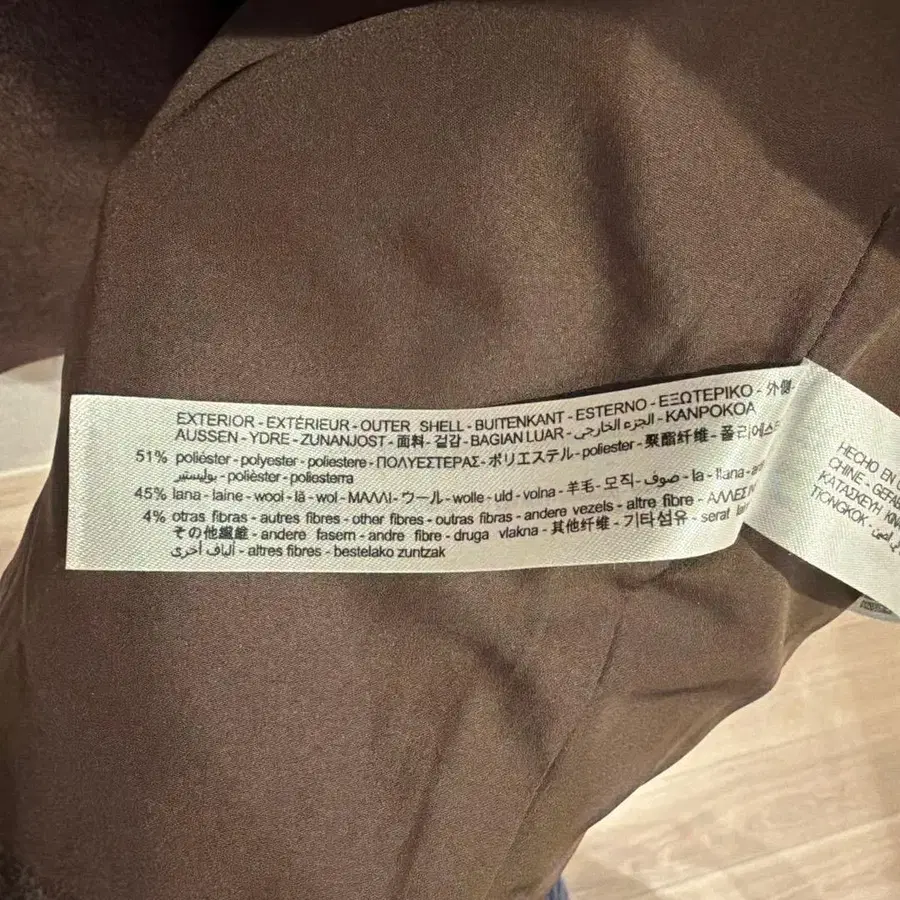 EXTERIOR - EXTÉRIEUR - OUTER SHELL - BUITENKANT - ESTERNO - ΕΞΩΤΕΡΙΚΟ - 外側
AUSSEN - YDRE - ZUNANJOST - 面料 - 겉감 - BAGIAN LUAR - الجزء الخارجي - KANPOKOA
51% poliéster - polyester - poliestere - ΠΟΛΥΕΣΤΕΡΑΣ - ポリエステル - poliester - 聚酯纤维 - 폴리에스
بوليستير - polièster - poliesterra
45% lana - laine - wool - lã - wol - ΜΑΛΛΙ - ウール - wolle - uld - volna - 羊毛 - 모직 - صوف - la - llana
4% otras fibras - autres fibres - other fibres - outras fibras - andere vezels - altre fibre - ΑΛΛΕΣ
その他繊維 - andere fasern - andre fibre - druga vlakna - 其他纤维 - 기타섬유 - serat
ألياف أخرى - altres fibres - bestelako zuntzak
HECHO EN
CHINE - GEFAB
ΚΑΤΑΣΚΕΥΗ
TIONGKOK -